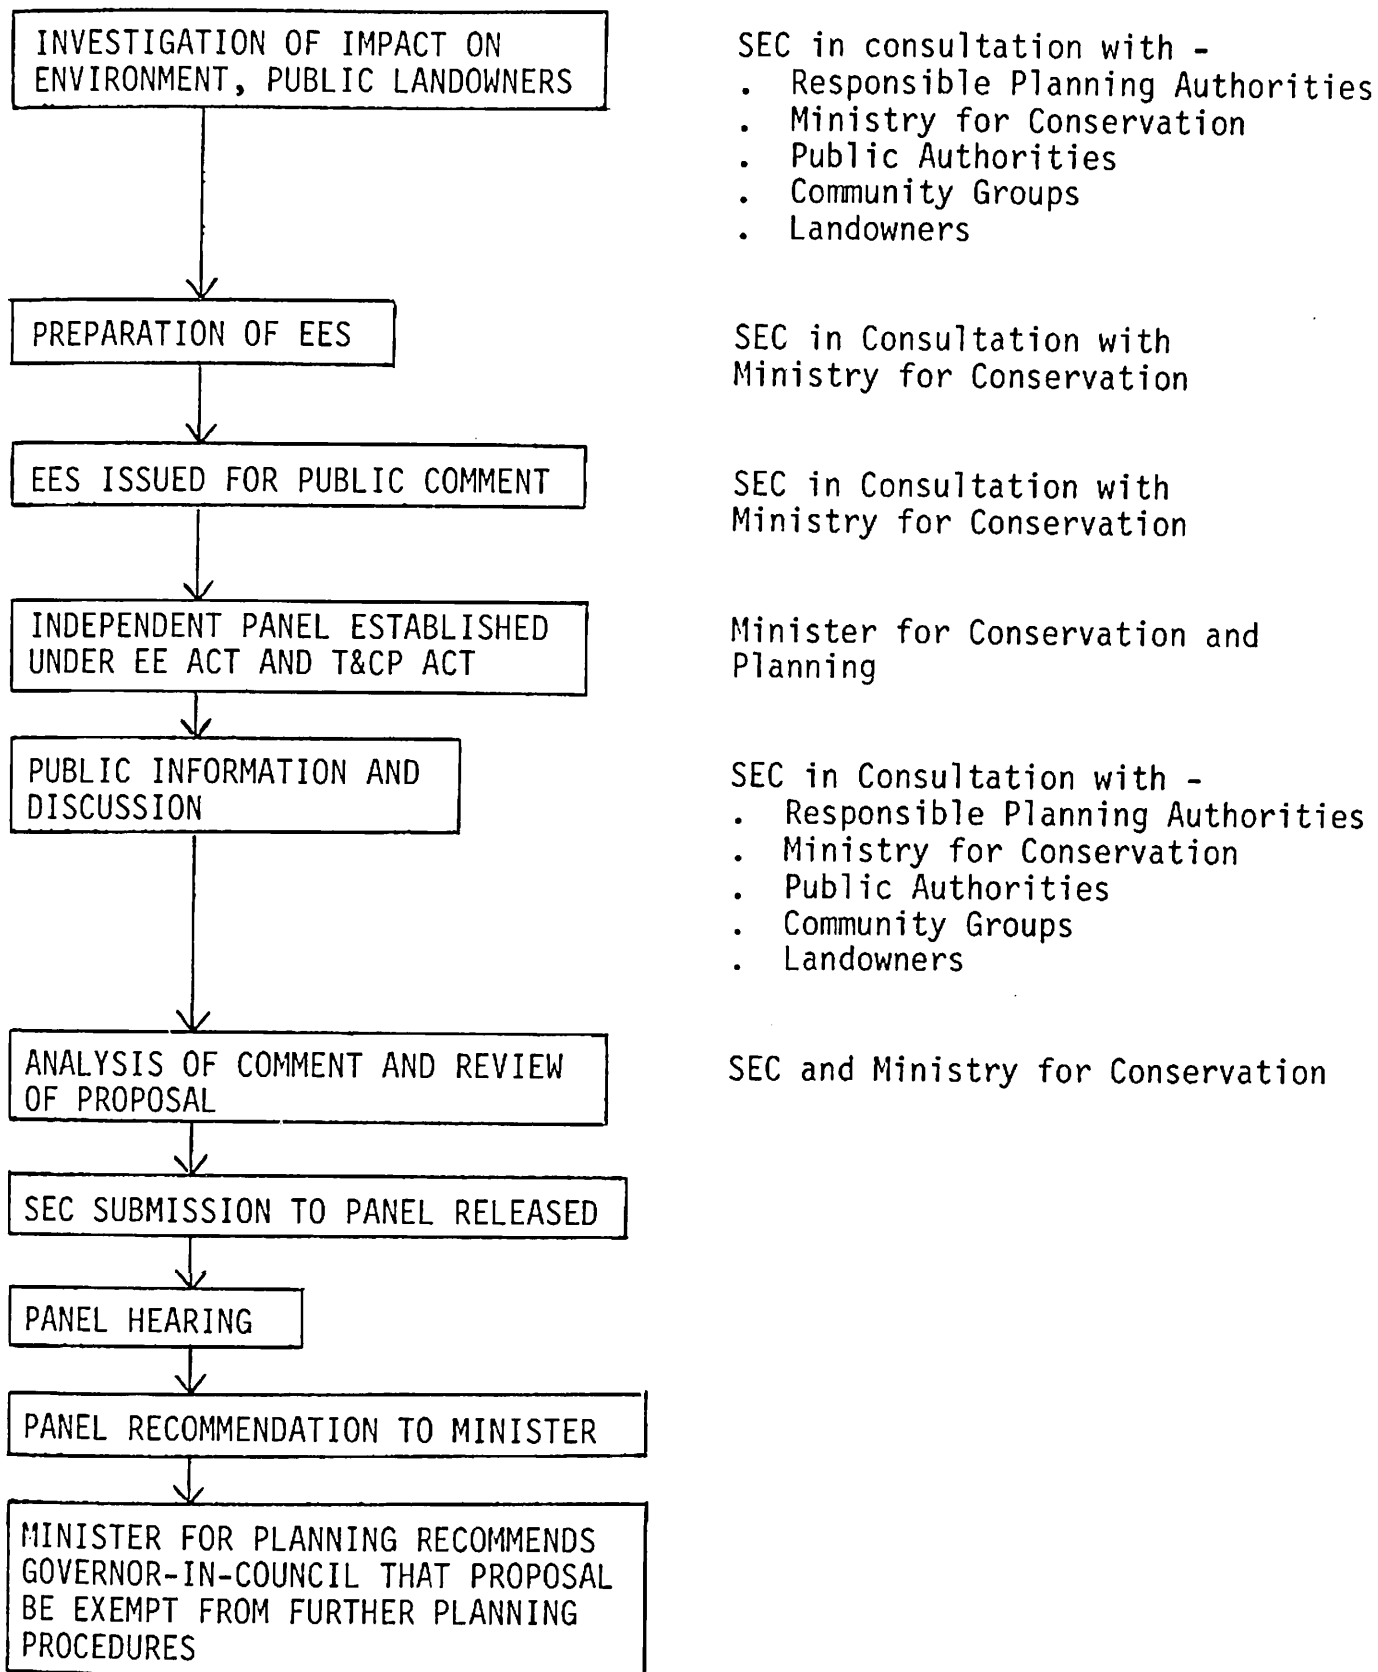 INVESTIGATION OF IMPACT ON
ENVIRONMENT, PUBLIC LANDOWNERS
SEC in consultation with -
. Responsible Planning Authorities
. Ministry for Conservation
. Public Authorities
. Community Groups
. Landowners
PREPARATION OF EES
SEC in Consultation with
Ministry for Conservation
EES ISSUED FOR PUBLIC COMMENT
SEC in Consultation with
Ministry for Conservation
INDEPENDENT PANEL ESTABLISHED
UNDER EE ACT AND T&CP ACT
Minister for Conservation and
Planning
PUBLIC INFORMATION AND
DISCUSSION
SEC in Consultation with -
. Responsible Planning Authorities
. Ministry for Conservation
. Public Authorities
. Community Groups
. Landowners
ANALYSIS OF COMMENT AND REVIEW
OF PROPOSAL
SEC and Ministry for Conservation
SEC SUBMISSION TO PANEL RELEASED
PANEL HEARING
PANEL RECOMMENDATION TO MINISTER
MINISTER FOR PLANNING RECOMMENDS
GOVERNOR-IN-COUNCIL THAT PROPOSAL
BE EXEMPT FROM FURTHER PLANNING
PROCEDURES